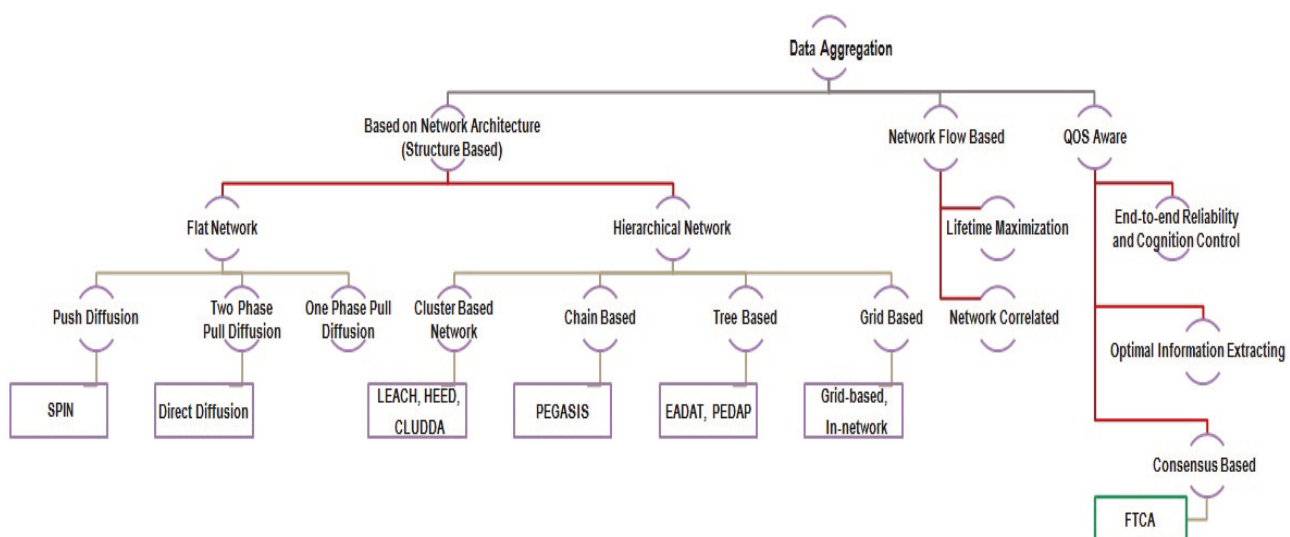 Data Aggregation
Based on Network Architecture
(Structure Based)
Network Flow Based
QOS Aware
Flat Network
Hierarchical Network
Lifetime Maximization
End-to-end Reliability
and Cognition Control
Push Diffusion
Two Phase
Pull Diffusion
One Phase Pull
Diffusion
Cluster Based
Network
Chain Based
Tree Based
Grid Based
Network Correlated
Optimal Information Extracting
SPIN
Direct Diffusion
LEACH, HEED,
CLUDDA
PEGASIS
EADAT, PEDAP
Grid-based,
In-network
Consensus Based
FTCA